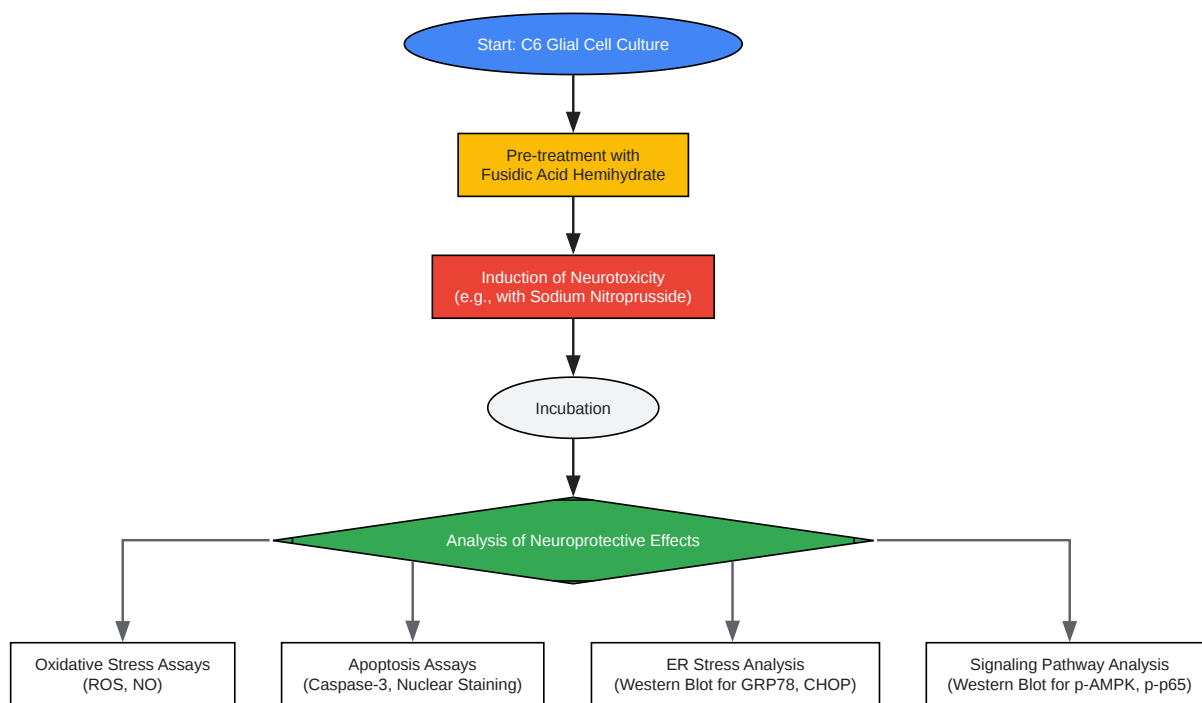 Start: C6 Glial Cell Culture
Pre-treatment with
Fusidic Acid Hemihydrate
Induction of Neurotoxicity
(e.g., with Sodium Nitroprusside)
Incubation
Analysis of Neuroprotective Effects
Oxidative Stress Assays
(ROS, NO)
Apoptosis Assays
(Caspase-3, Nuclear Staining)
ER Stress Analysis
(Western Blot for GRP78, CHOP)
Signaling Pathway Analysis
(Western Blot for p-AMPK, p-p65)